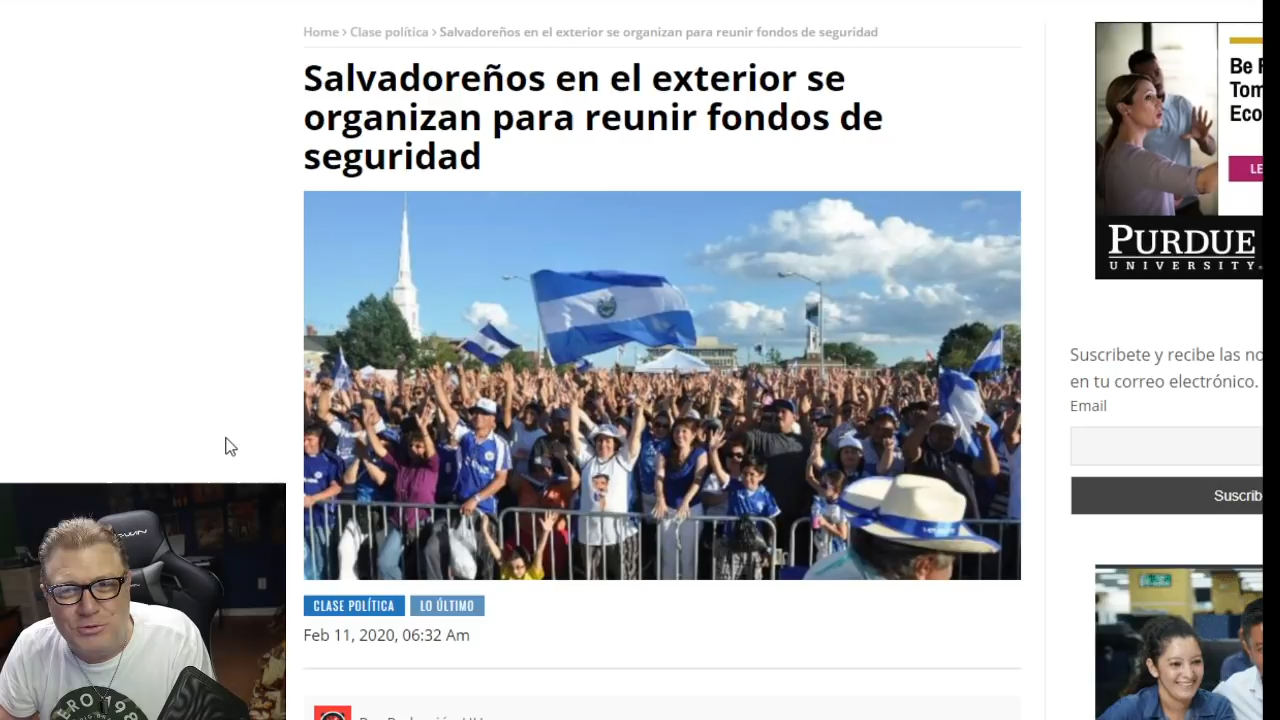 Home › Clase política › Salvadoreños en el exterior se organizan para reunir fondos de seguridad
Salvadoreños en el exterior se
organizan para reunir fondos de
seguridad
CLASE POLÍTICA
LO ÚLTIMO
Feb 11, 2020, 06:32 Am
Be
PURDUE
UNIVERSITY
Suscribete y recibe las
en tu correo electrónico.
Email